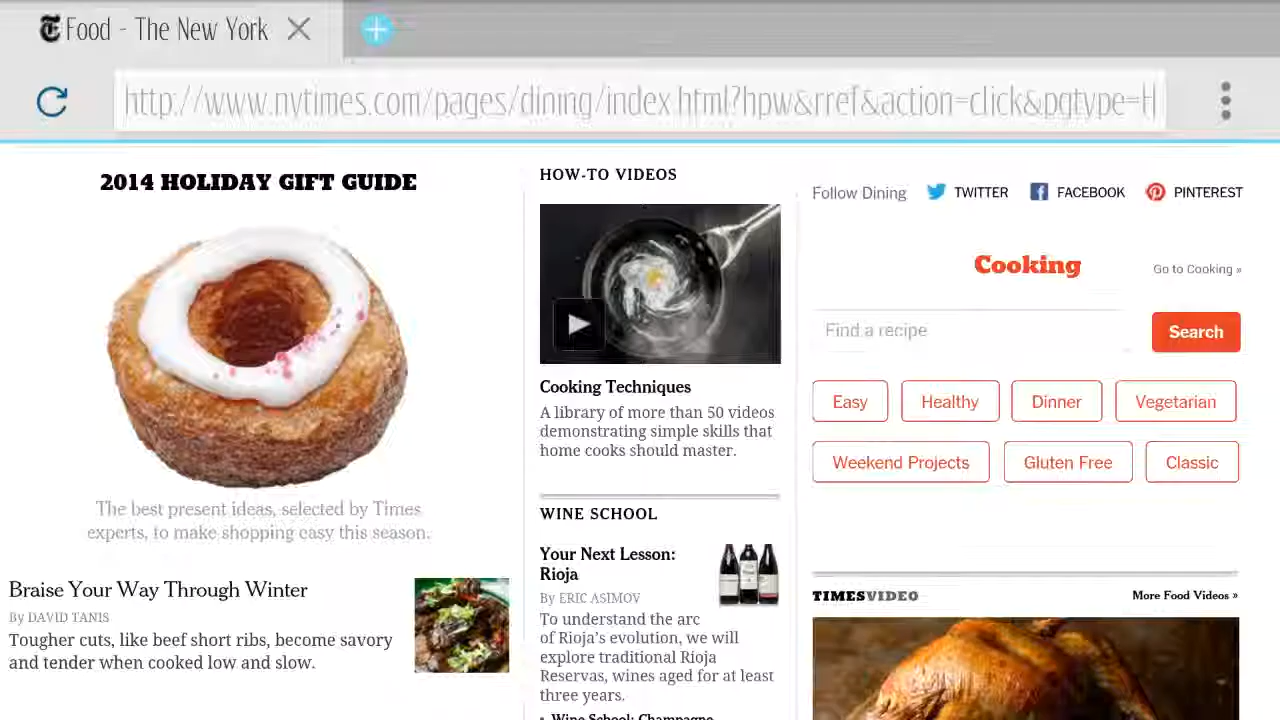 Food - The New York
http://www.nytimes.com/pages/dining/index.html?hpw&rref&action=click&pgtype=H
2014 HOLIDAY GIFT GUIDE
The best present ideas, selected by Times
experts, to make shopping easy this season.
Braise Your Way Through Winter
By DAVID TANIS
Tougher cuts, like beef short ribs, become savory
and tender when cooked low and slow.
HOW-TO VIDEOS
Cooking Techniques
A library of more than 50 videos
demonstrating simple skills that
home cooks should master.
WINE SCHOOL
Your Next Lesson:
Rioja
By ERIC ASIMOV
To understand the arc
of Rioja's evolution, we will
explore traditional Rioja
Reservas, wines aged for at least
three years.
Wine School: Champagne
Follow Dining TWITTER FACEBOOK PINTEREST
Cooking
Go to Cooking »
Find a recipe Search
Easy Healthy Dinner Vegetarian
Weekend Projects Gluten Free Classic
TIMESVIDEO More Food Videos »